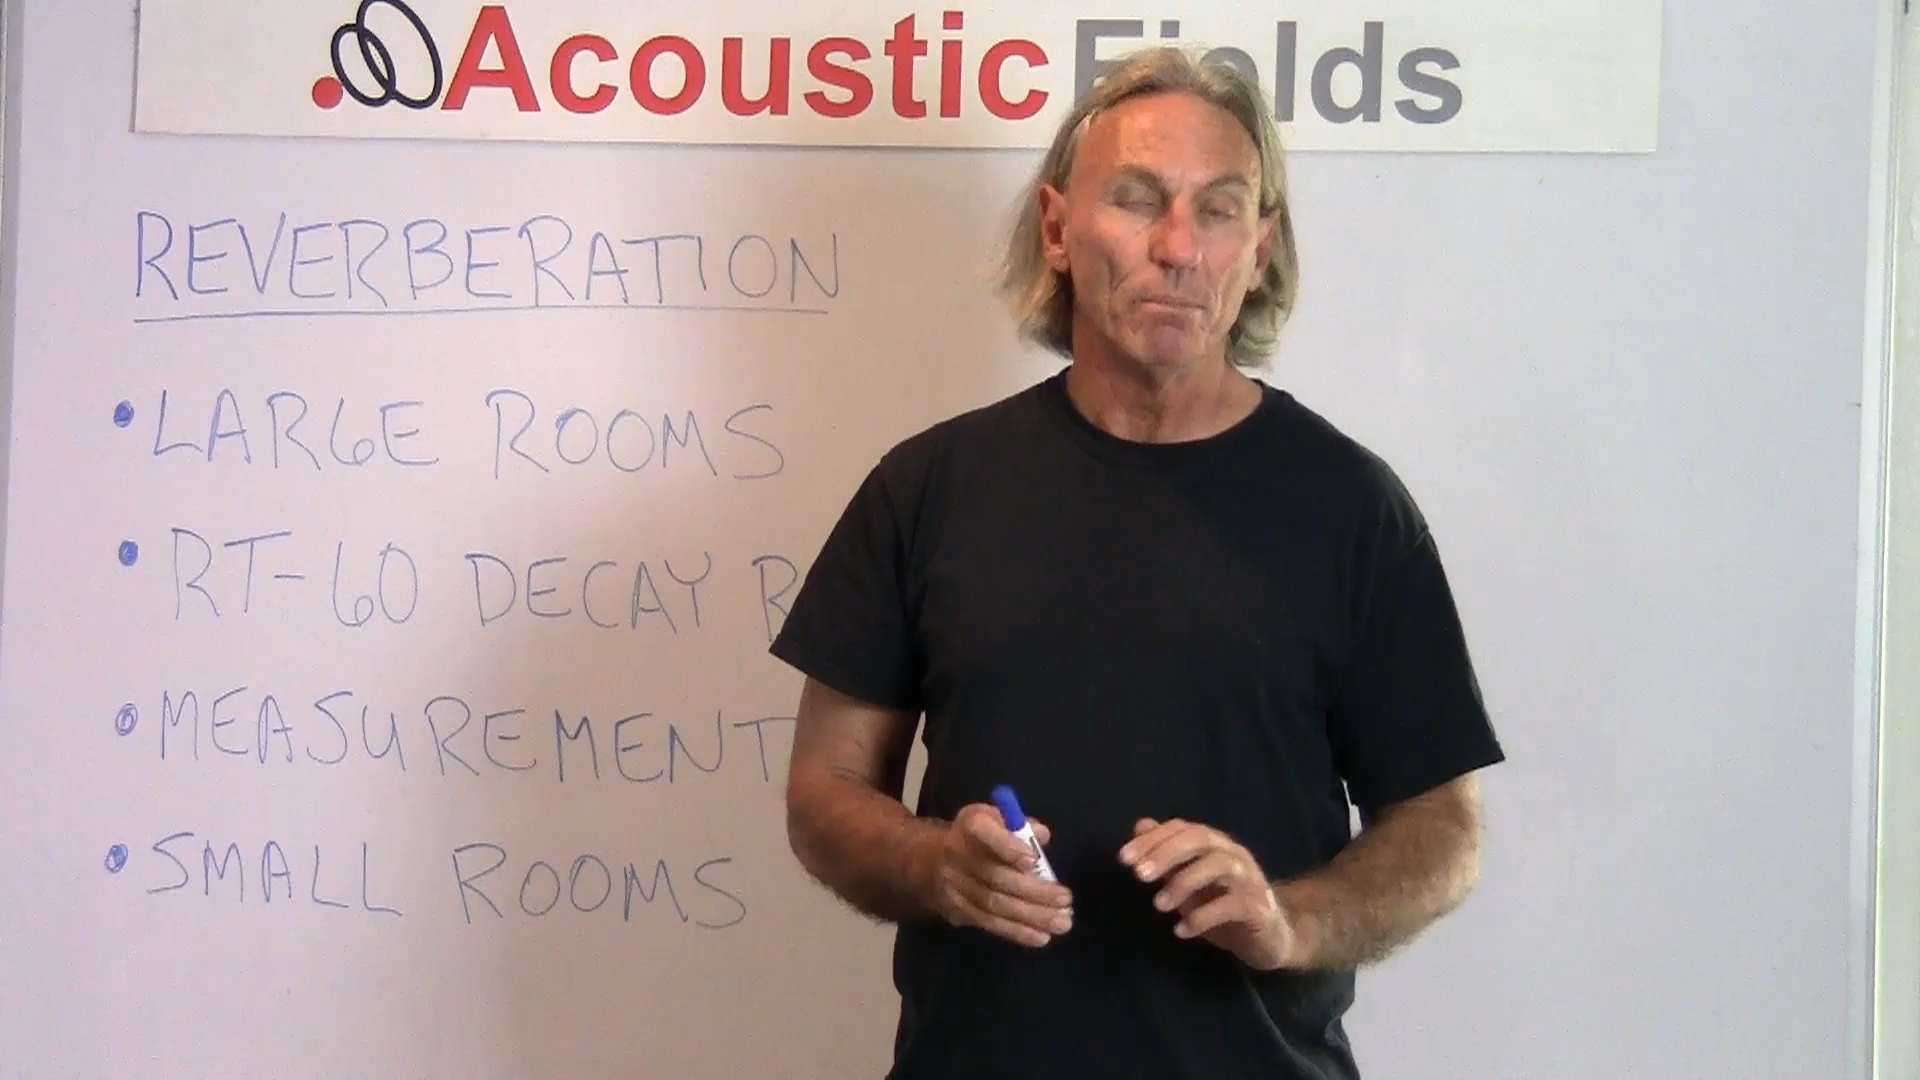 Acoustic Fields
REVERBERATION
• LARGE ROOMS
• RT-60 DECAY R
• MEASUREMENT
• SMALL ROOMS